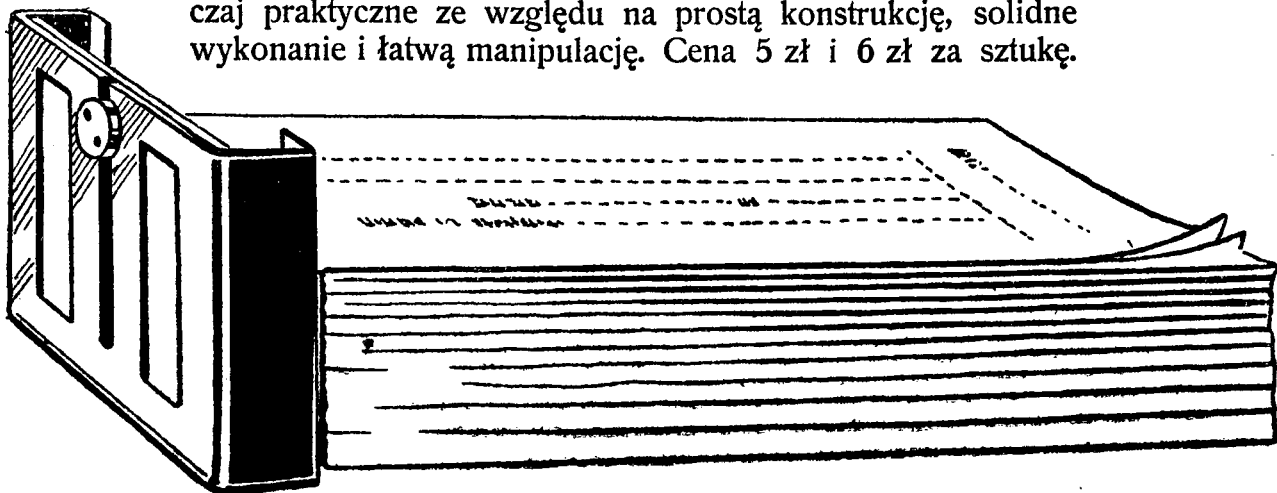 czaj praktyczne ze względu na prostą konstrukcję, solidne
wykonanie i łatwą manipulację. Cena 5 zł i 6 zł za sztukę.